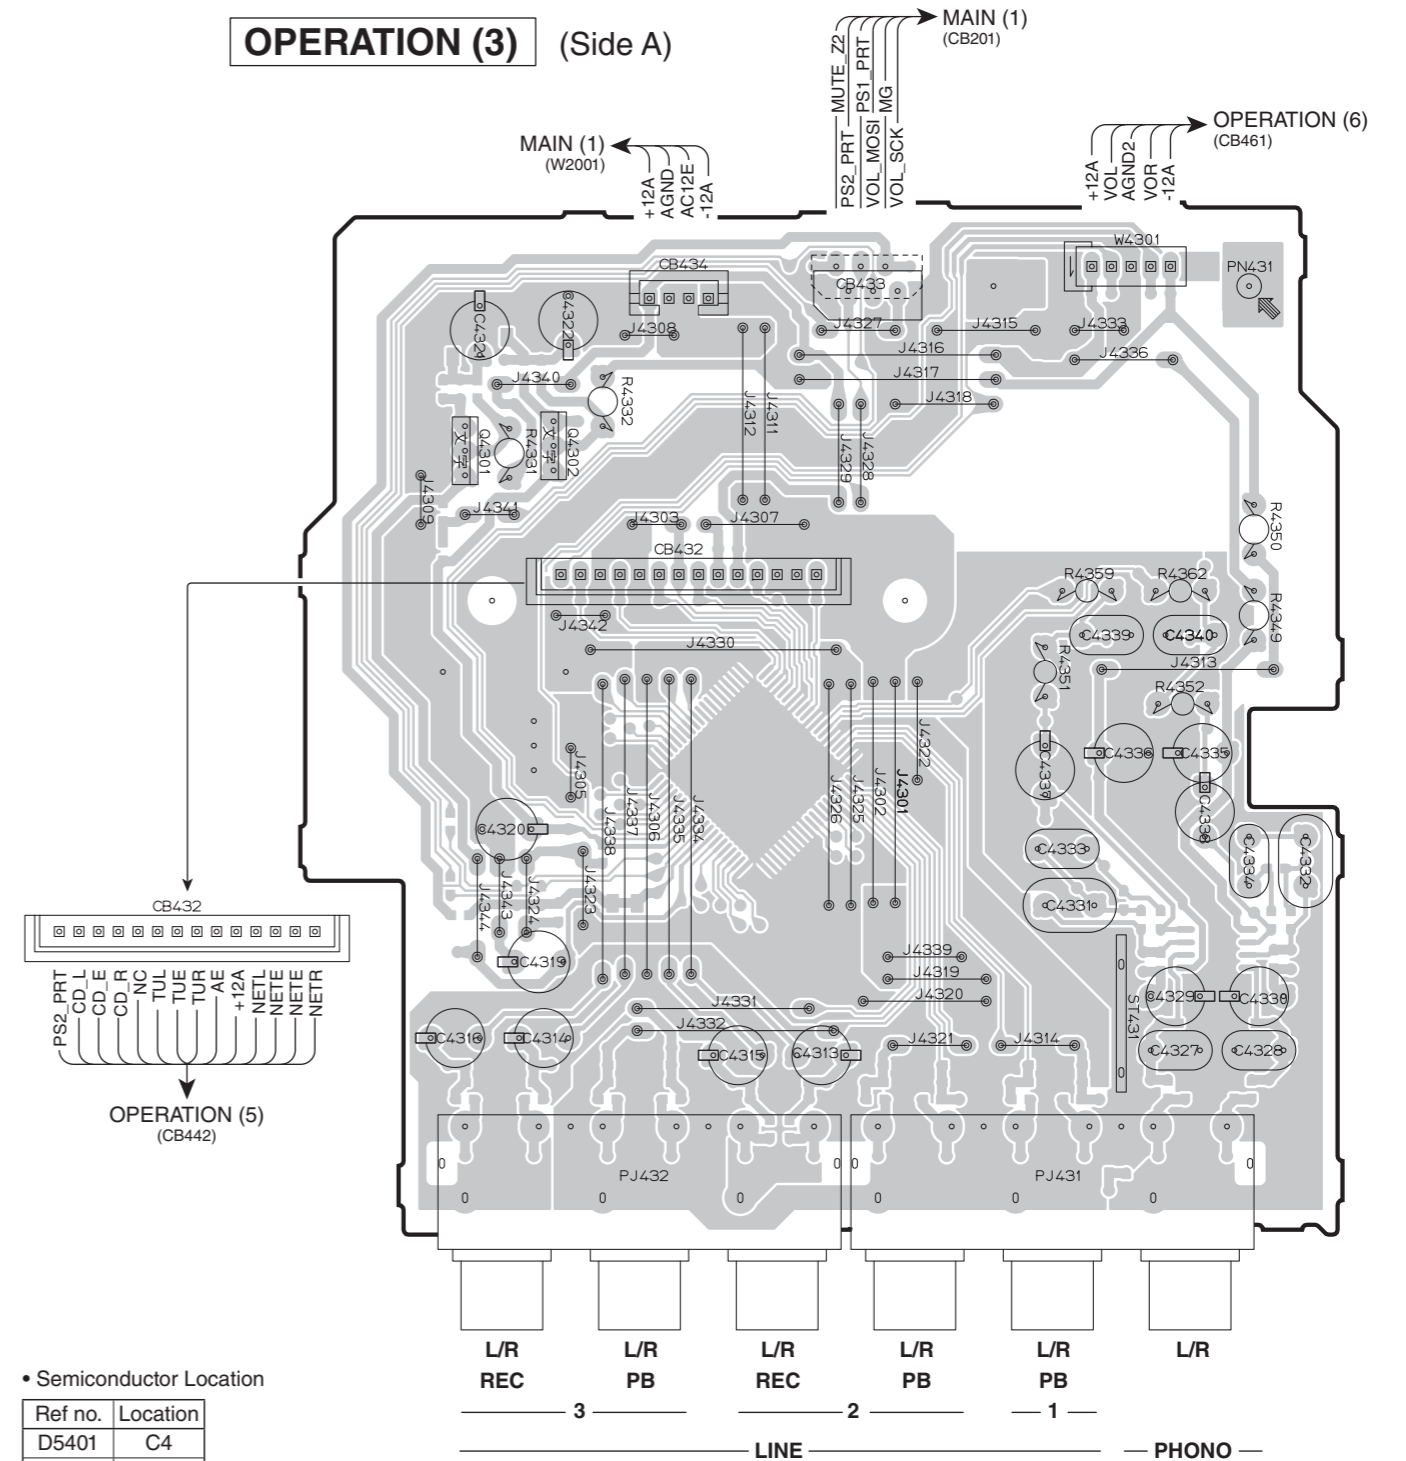 OPERATION (3) (Side A)
MAIN (1)
(CB201)
MUTE_Z2
PS2_PRT
PS1_PRT
VOL_MOSI
MG
VOL_SCK
OPERATION (6)
(CB461)
+12A
VOL
AGND2
VOR
-12A
MAIN (1)
(W2001)
+12A
AGND
AC12E
-12A
W4301
PN431
CB434
CB433
C4322
J4308
J4327
J4315
J4333
J4316
J4336
J4317
J4340
R4332
J4318
J4312
J4311
Q4301
R4331
Q4302
J4329
J4328
J4309
J4341
J4303
J4307
R4350
CB432
R4359
R4362
R4349
J4342
C4339
C4340
J4330
R4351
J4313
R4352
J4322
J4305
C4336
C4335
C4337
C4338
J4338
J4337
J4306
J4335
J4334
J4326
J4325
J4302
J4301
C4320
C4333
C4334
C4332
J4344
J4343
J4324
J4323
C4331
CB432
PS2_PRT
CD_L
CD_E
CD_R
NC
TUL
TUE
TUR
AE
+12A
NETL
NETE
NETE
NETR
OPERATION (5)
(CB442)
C4319
J4339
J4319
J4320
C4329
ST431
J4331
J4332
C4316
C4314
C4315
C4313
J4321
J4314
C4327
C4328
PJ432
PJ431
L/R L/R L/R L/R L/R L/R
REC PB REC PB PB
3 2 1
LINE PHONO
• Semiconductor Location
Ref no. Location
D5401 C4